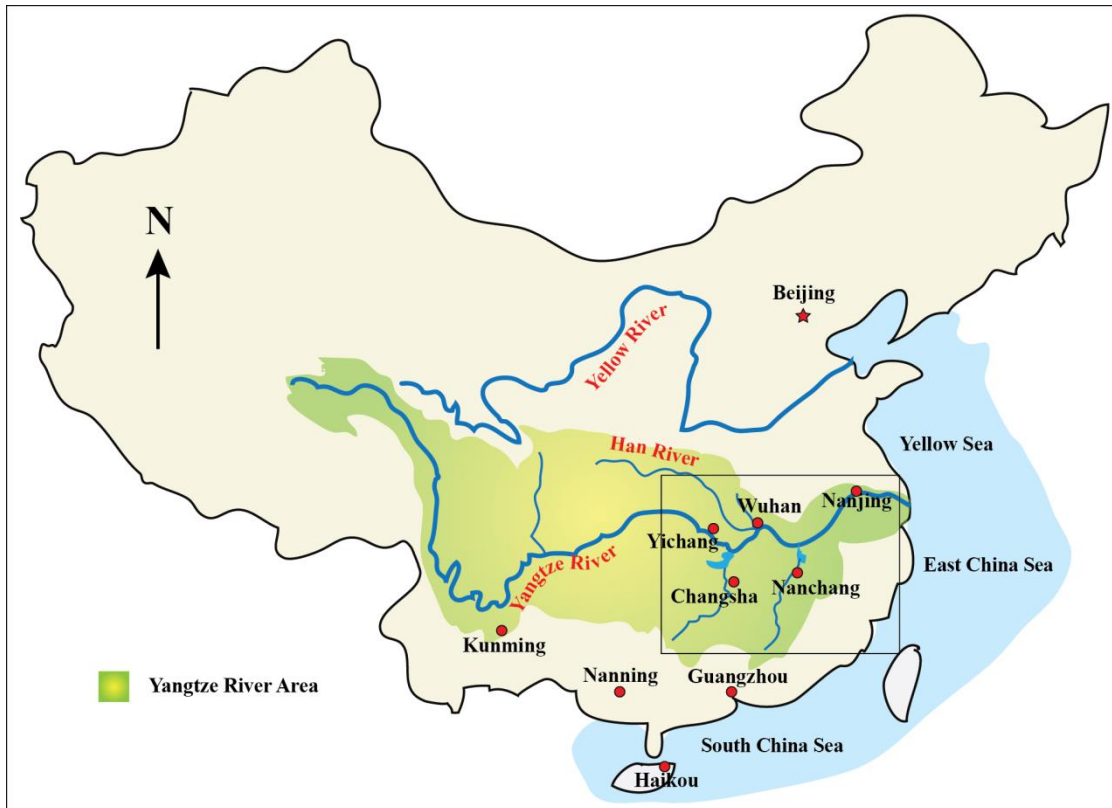 N
Beijing
Yellow River
Han River
Yellow Sea
Wuhan
Nanjing
Yichang
Yangtze River
East China Sea
Changsha
Nanchang
Kunming
Nanning
Guangzhou
Yangtze River Area
South China Sea
Haikou